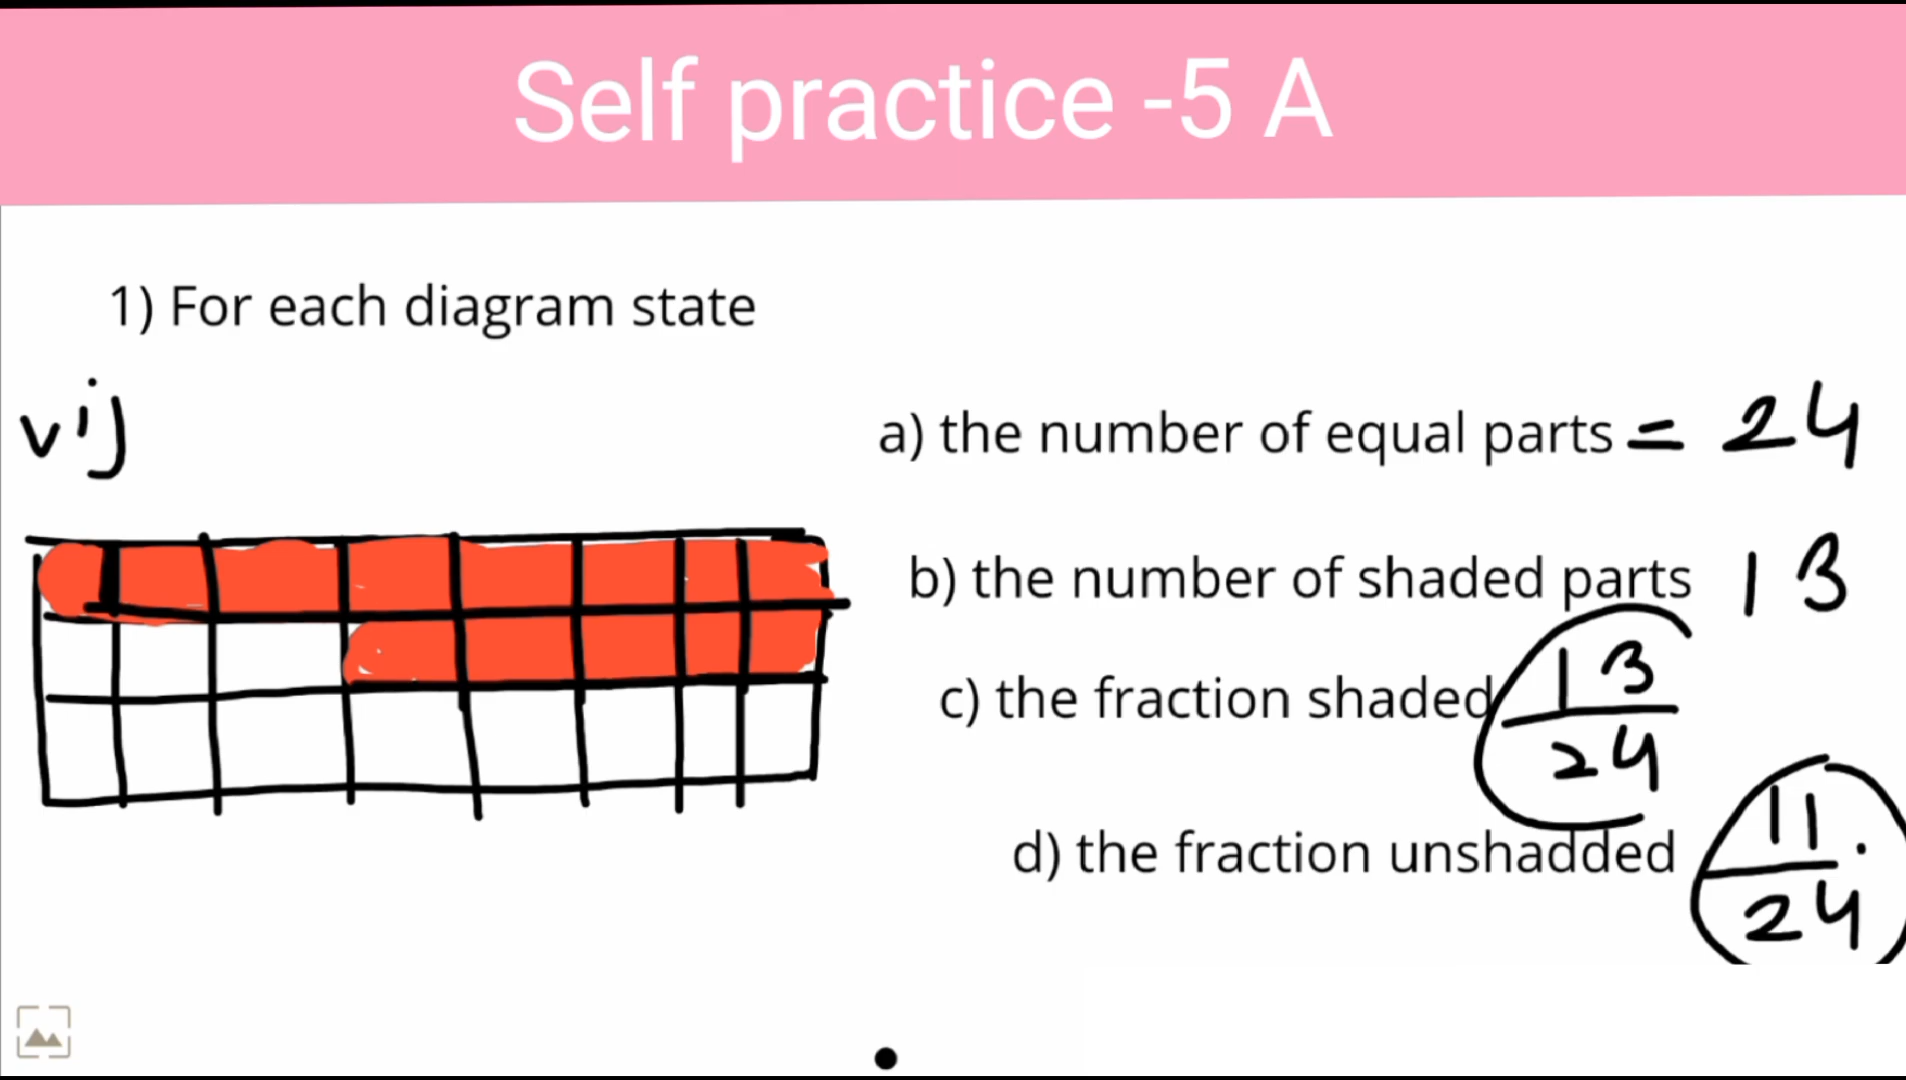 Self practice -5 A
1) For each diagram state
vi)
a) the number of equal parts = 24
b) the number of shaded parts 13
c) the fraction shaded 13/24
d) the fraction unshadded 11/24.